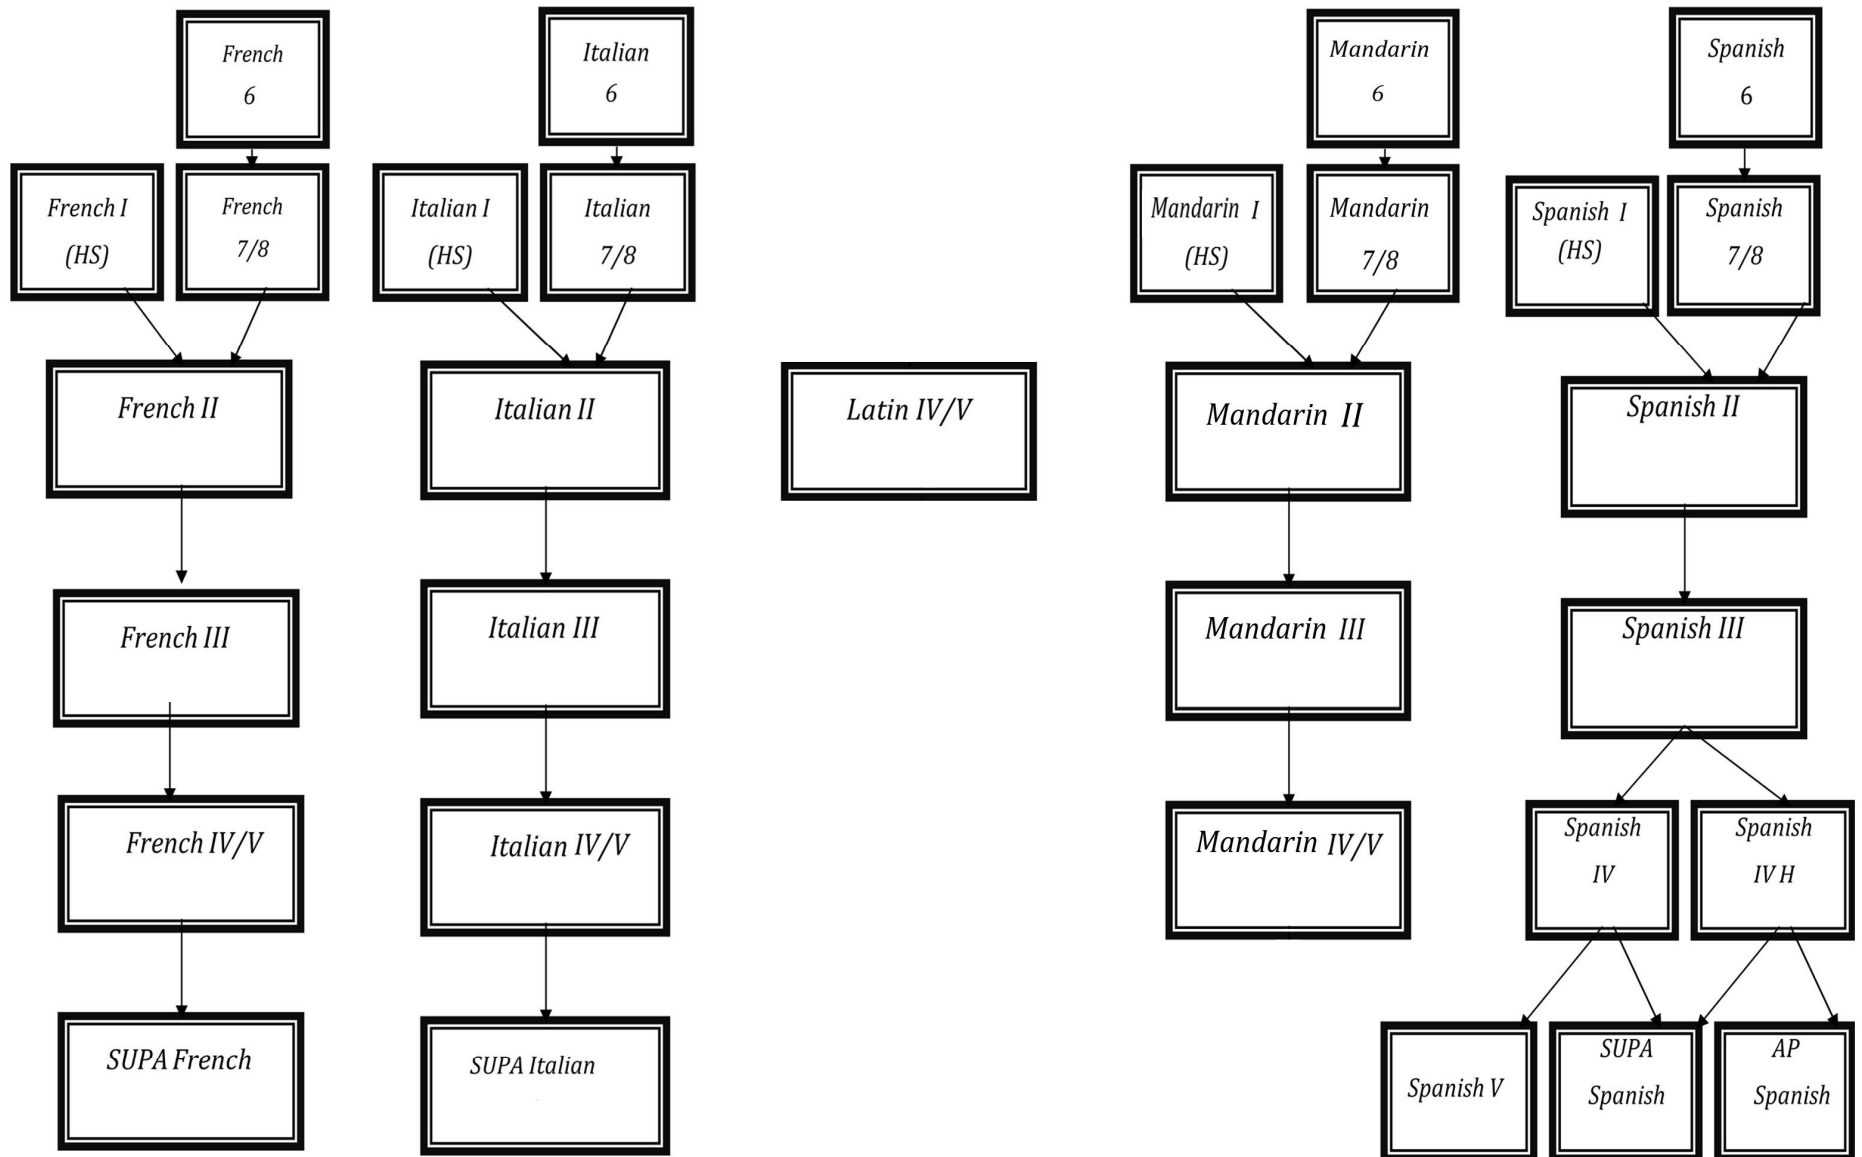 French
6
Italian
6
Mandarin
6
Spanish
6
French I
(HS)
French
7/8
Italian I
(HS)
Italian
7/8
Mandarin I
(HS)
Mandarin
7/8
Spanish I
(HS)
Spanish
7/8
French II
Italian II
Latin IV/V
Mandarin II
Spanish II
French III
Italian III
Mandarin III
Spanish III
French IV/V
Italian IV/V
Mandarin IV/V
Spanish
IV
Spanish
IV H
SUPA French
SUPA Italian
Spanish V
SUPA
Spanish
AP
Spanish